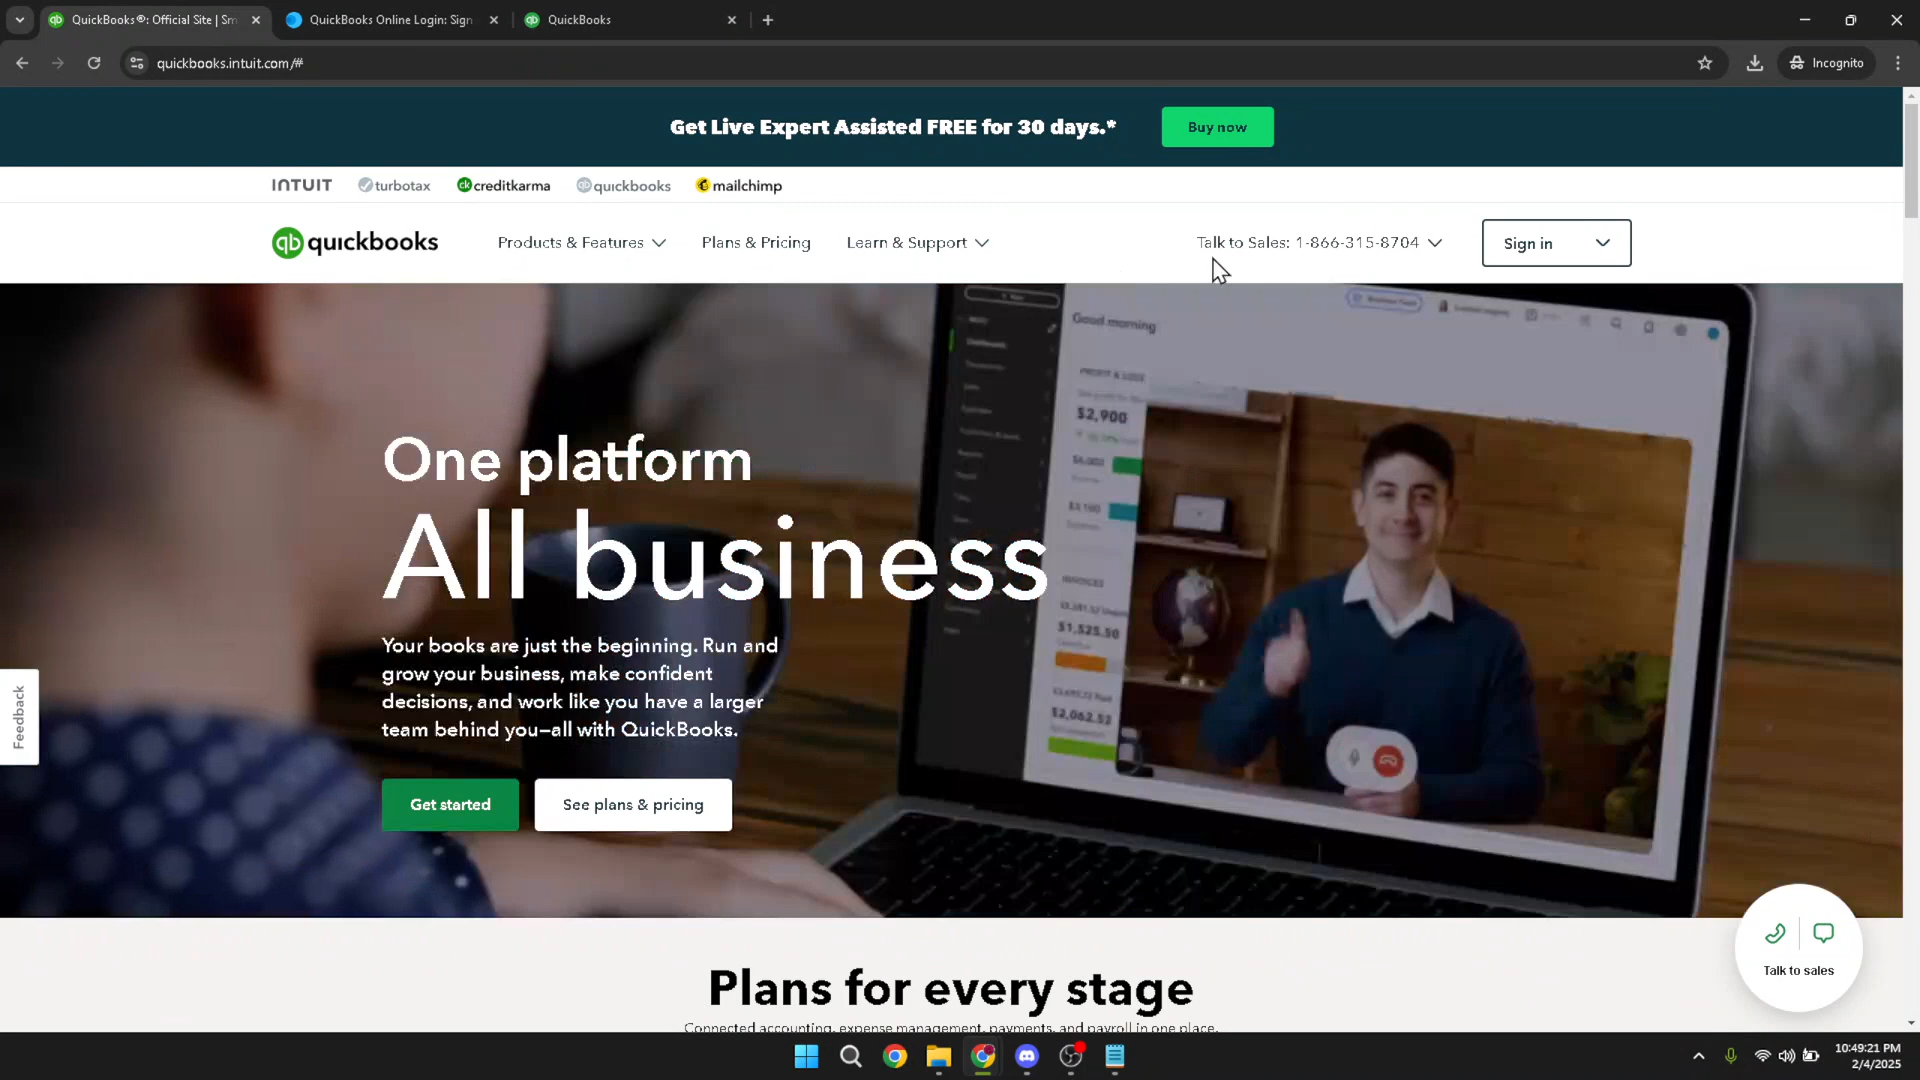 QuickBooks®: Official Site | Sm
QuickBooks Online Login: Sign
QuickBooks
quickbooks.intuit.com/#
Incognito
Get Live Expert Assisted FREE for 30 days.*
Buy now
INTUIT
turbotax
creditkarma
quickbooks
mailchimp
quickbooks
Products & Features
Plans & Pricing
Learn & Support
Talk to Sales: 1-866-315-8704
Sign in
Good morning
PROFIT & LOSS
$2,900
INVOICES
$1,525.50
$2,062.52
One platform
All business
Your books are just the beginning. Run and
grow your business, make confident
decisions, and work like you have a larger
team behind you—all with QuickBooks.
Get started
See plans & pricing
Feedback
Talk to sales
Plans for every stage
Connected accounting, expense management, payments, and payroll in one place.
10:49:21 PM
2/4/2025